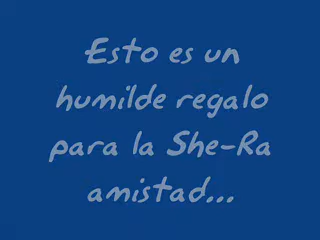 Esto es un
humilde regalo
para la She-Ra
amistad...